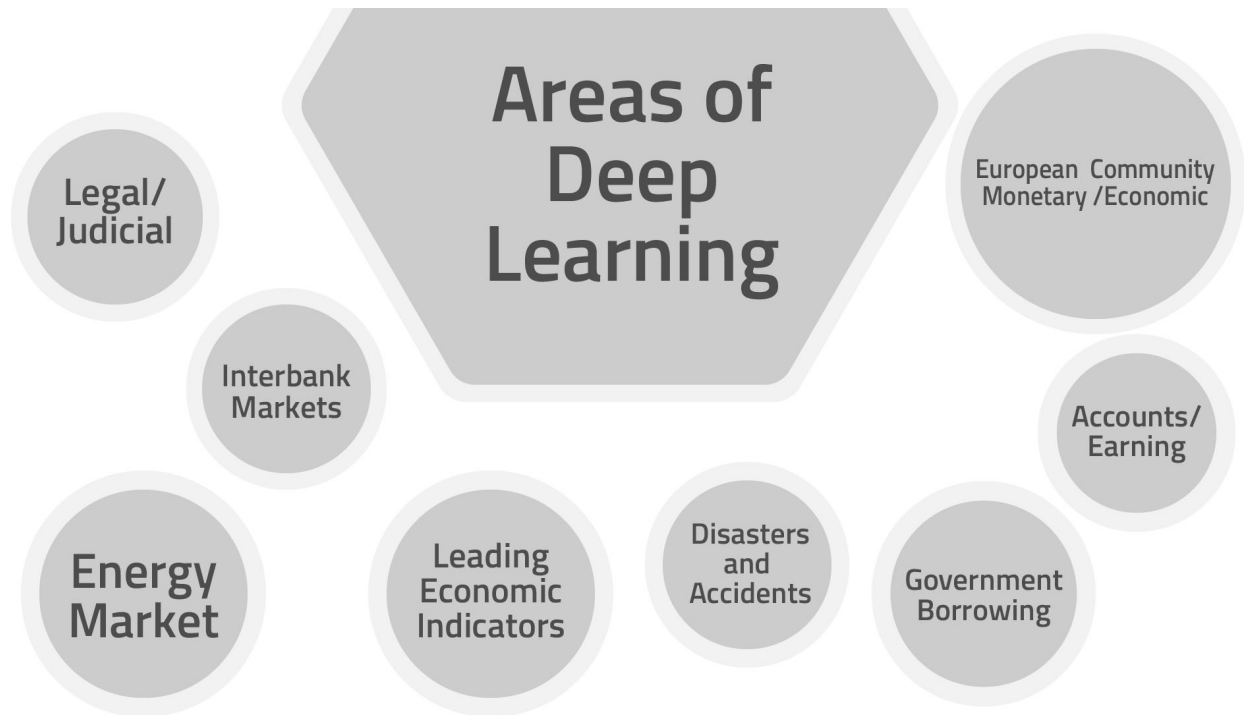 Areas of
Deep
Learning
European Community
Monetary /Economic
Legal/
Judicial
Interbank
Markets
Accounts/
Earning
Energy
Market
Leading
Economic
Indicators
Disasters
and
Accidents
Government
Borrowing